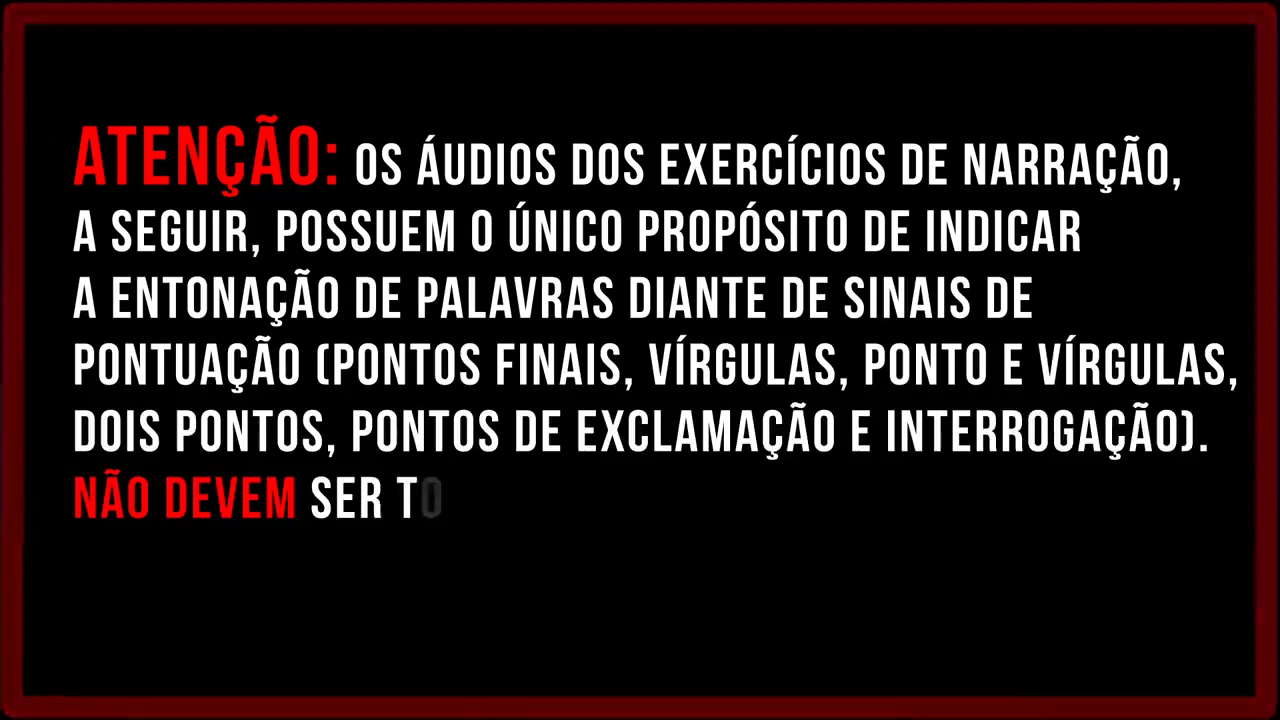 ATENÇÃO: OS ÁUDIOS DOS EXERCÍCIOS DE NARRAÇÃO,
A SEGUIR, POSSUEM O ÚNICO PROPÓSITO DE INDICAR
A ENTONAÇÃO DE PALAVRAS DIANTE DE SINAIS DE
PONTUAÇÃO (PONTOS FINAIS, VÍRGULAS, PONTO E VÍRGULAS,
DOIS PONTOS, PONTOS DE EXCLAMAÇÃO E INTERROGAÇÃO).
NÃO DEVEM SER TO